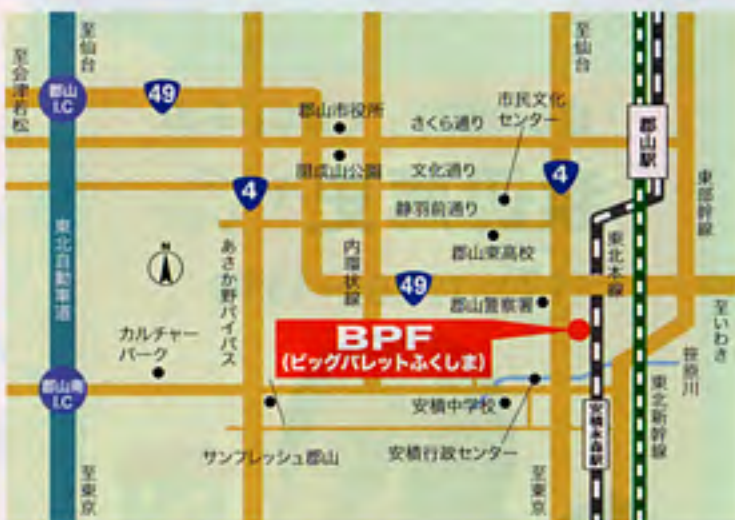 至仙台
至仙台
至会津若松
郡山
I.C
49
郡山市役所
さくら通り
市民文化
センター
郡山駅
開成山公園
文化通り
4
4
静羽前通り
東部幹線
東北自動車道
N
あさか野バイパス
内環状線
郡山東高校
東北本線
49
郡山警察署
至いわき
カルチャー
パーク
BPF
(ビッグパレットふくしま)
笹原川
郡山南
I.C
安積中学校
安積永盛駅
東北新幹線
サンフレッシュ郡山
安積行政センター
至東京
至東京